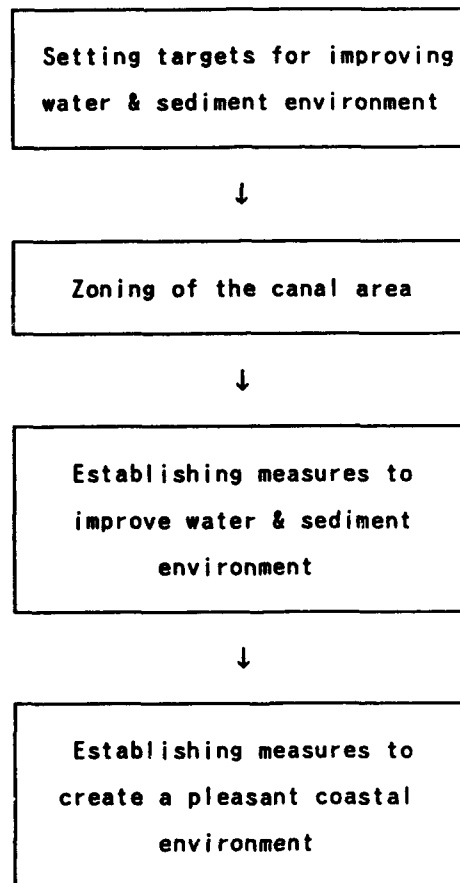 Setting targets for improving
water & sediment environment
↓
Zoning of the canal area
↓
Establishing measures to
improve water & sediment
environment
↓
Establishing measures to
create a pleasant coastal
environment